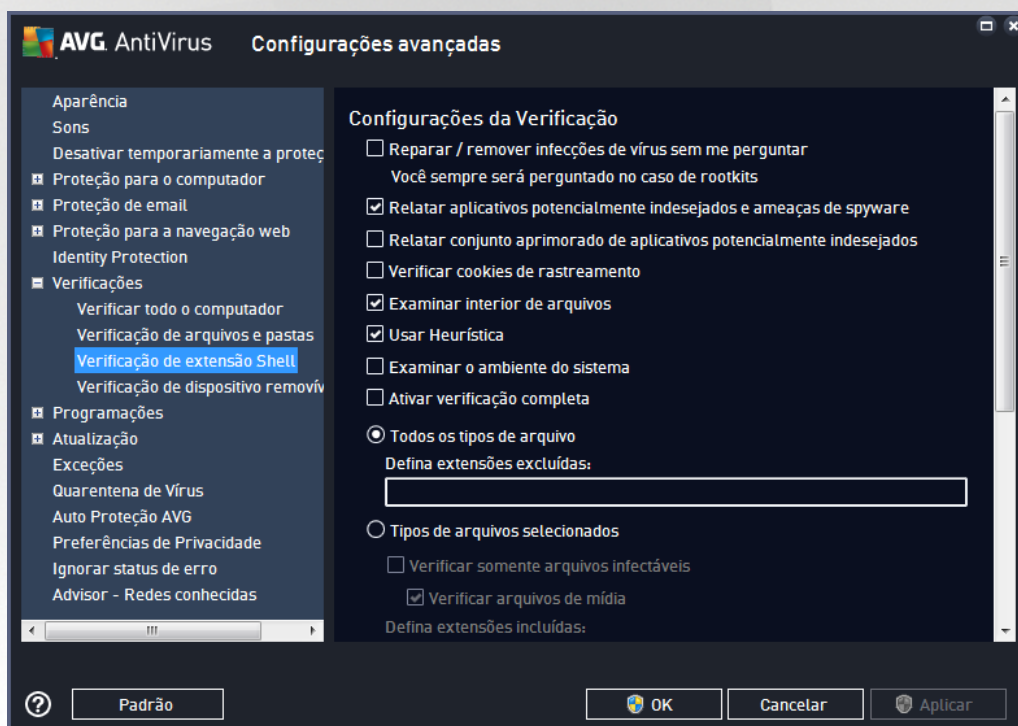 AVG AntiVirus Configurações avançadas
Aparência
Sons
Desativar temporariamente a proteç
Proteção para o computador
Proteção de email
Proteção para a navegação web
Identity Protection
Verificações
Verificar todo o computador
Verificação de arquivos e pastas
Verificação de extensão Shell
Verificação de dispositivo removív
Programações
Atualização
Exceções
Quarentena de Vírus
Auto Proteção AVG
Preferências de Privacidade
Ignorar status de erro
Advisor - Redes conhecidas
Configurações da Verificação
Reparar / remover infecções de vírus sem me perguntar
Você sempre será perguntado no caso de rootkits
Relatar aplicativos potencialmente indesejados e ameaças de spyware
Relatar conjunto aprimorado de aplicativos potencialmente indesejados
Verificar cookies de rastreamento
Examinar interior de arquivos
Usar Heurística
Examinar o ambiente do sistema
Ativar verificação completa
Todos os tipos de arquivo
Defina extensões excluídas:
Tipos de arquivos selecionados
Verificar somente arquivos infectáveis
Verificar arquivos de mídia
Defina extensões incluídas:
? Padrão OK Cancelar Aplicar